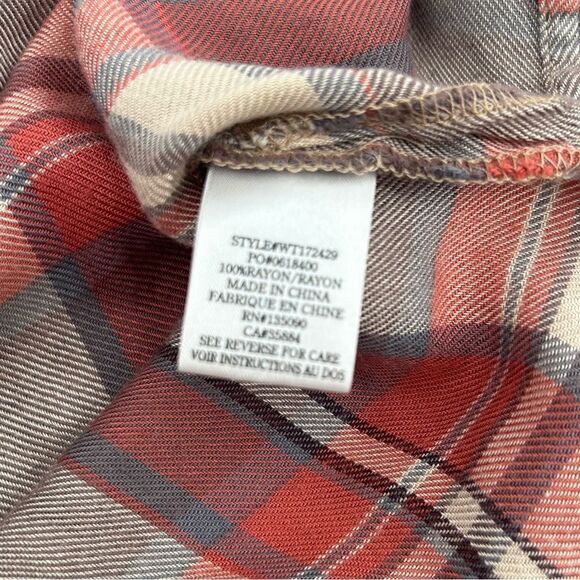 STYLE#WT172429
PO#0618400
100%RAYON/RAYON
MADE IN CHINA
FABRIQUE EN CHINE
RN#135090
CA#35884
SEE REVERSE FOR CARE
VOIR INSTRUCTIONS AU DOS